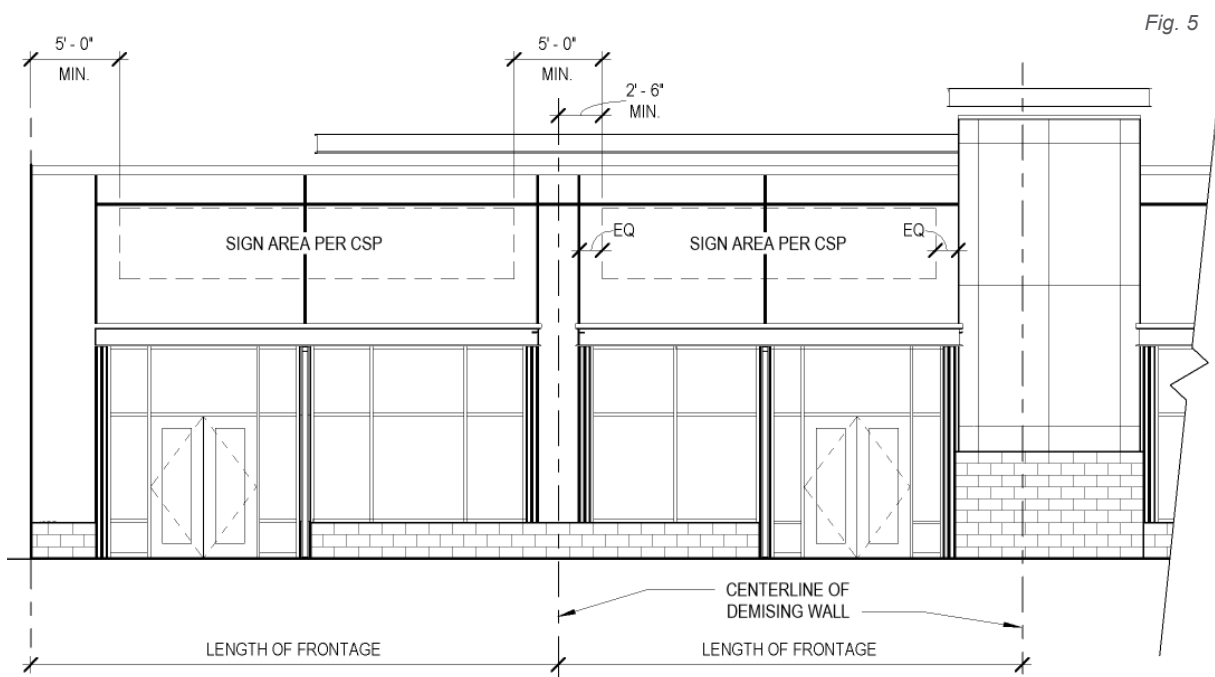 Fig. 5
5' - 0"
MIN.
5' - 0"
MIN.
2' - 6"
MIN.
SIGN AREA PER CSP
EQ
SIGN AREA PER CSP
EQ
CENTERLINE OF
DEMISING WALL
LENGTH OF FRONTAGE
LENGTH OF FRONTAGE